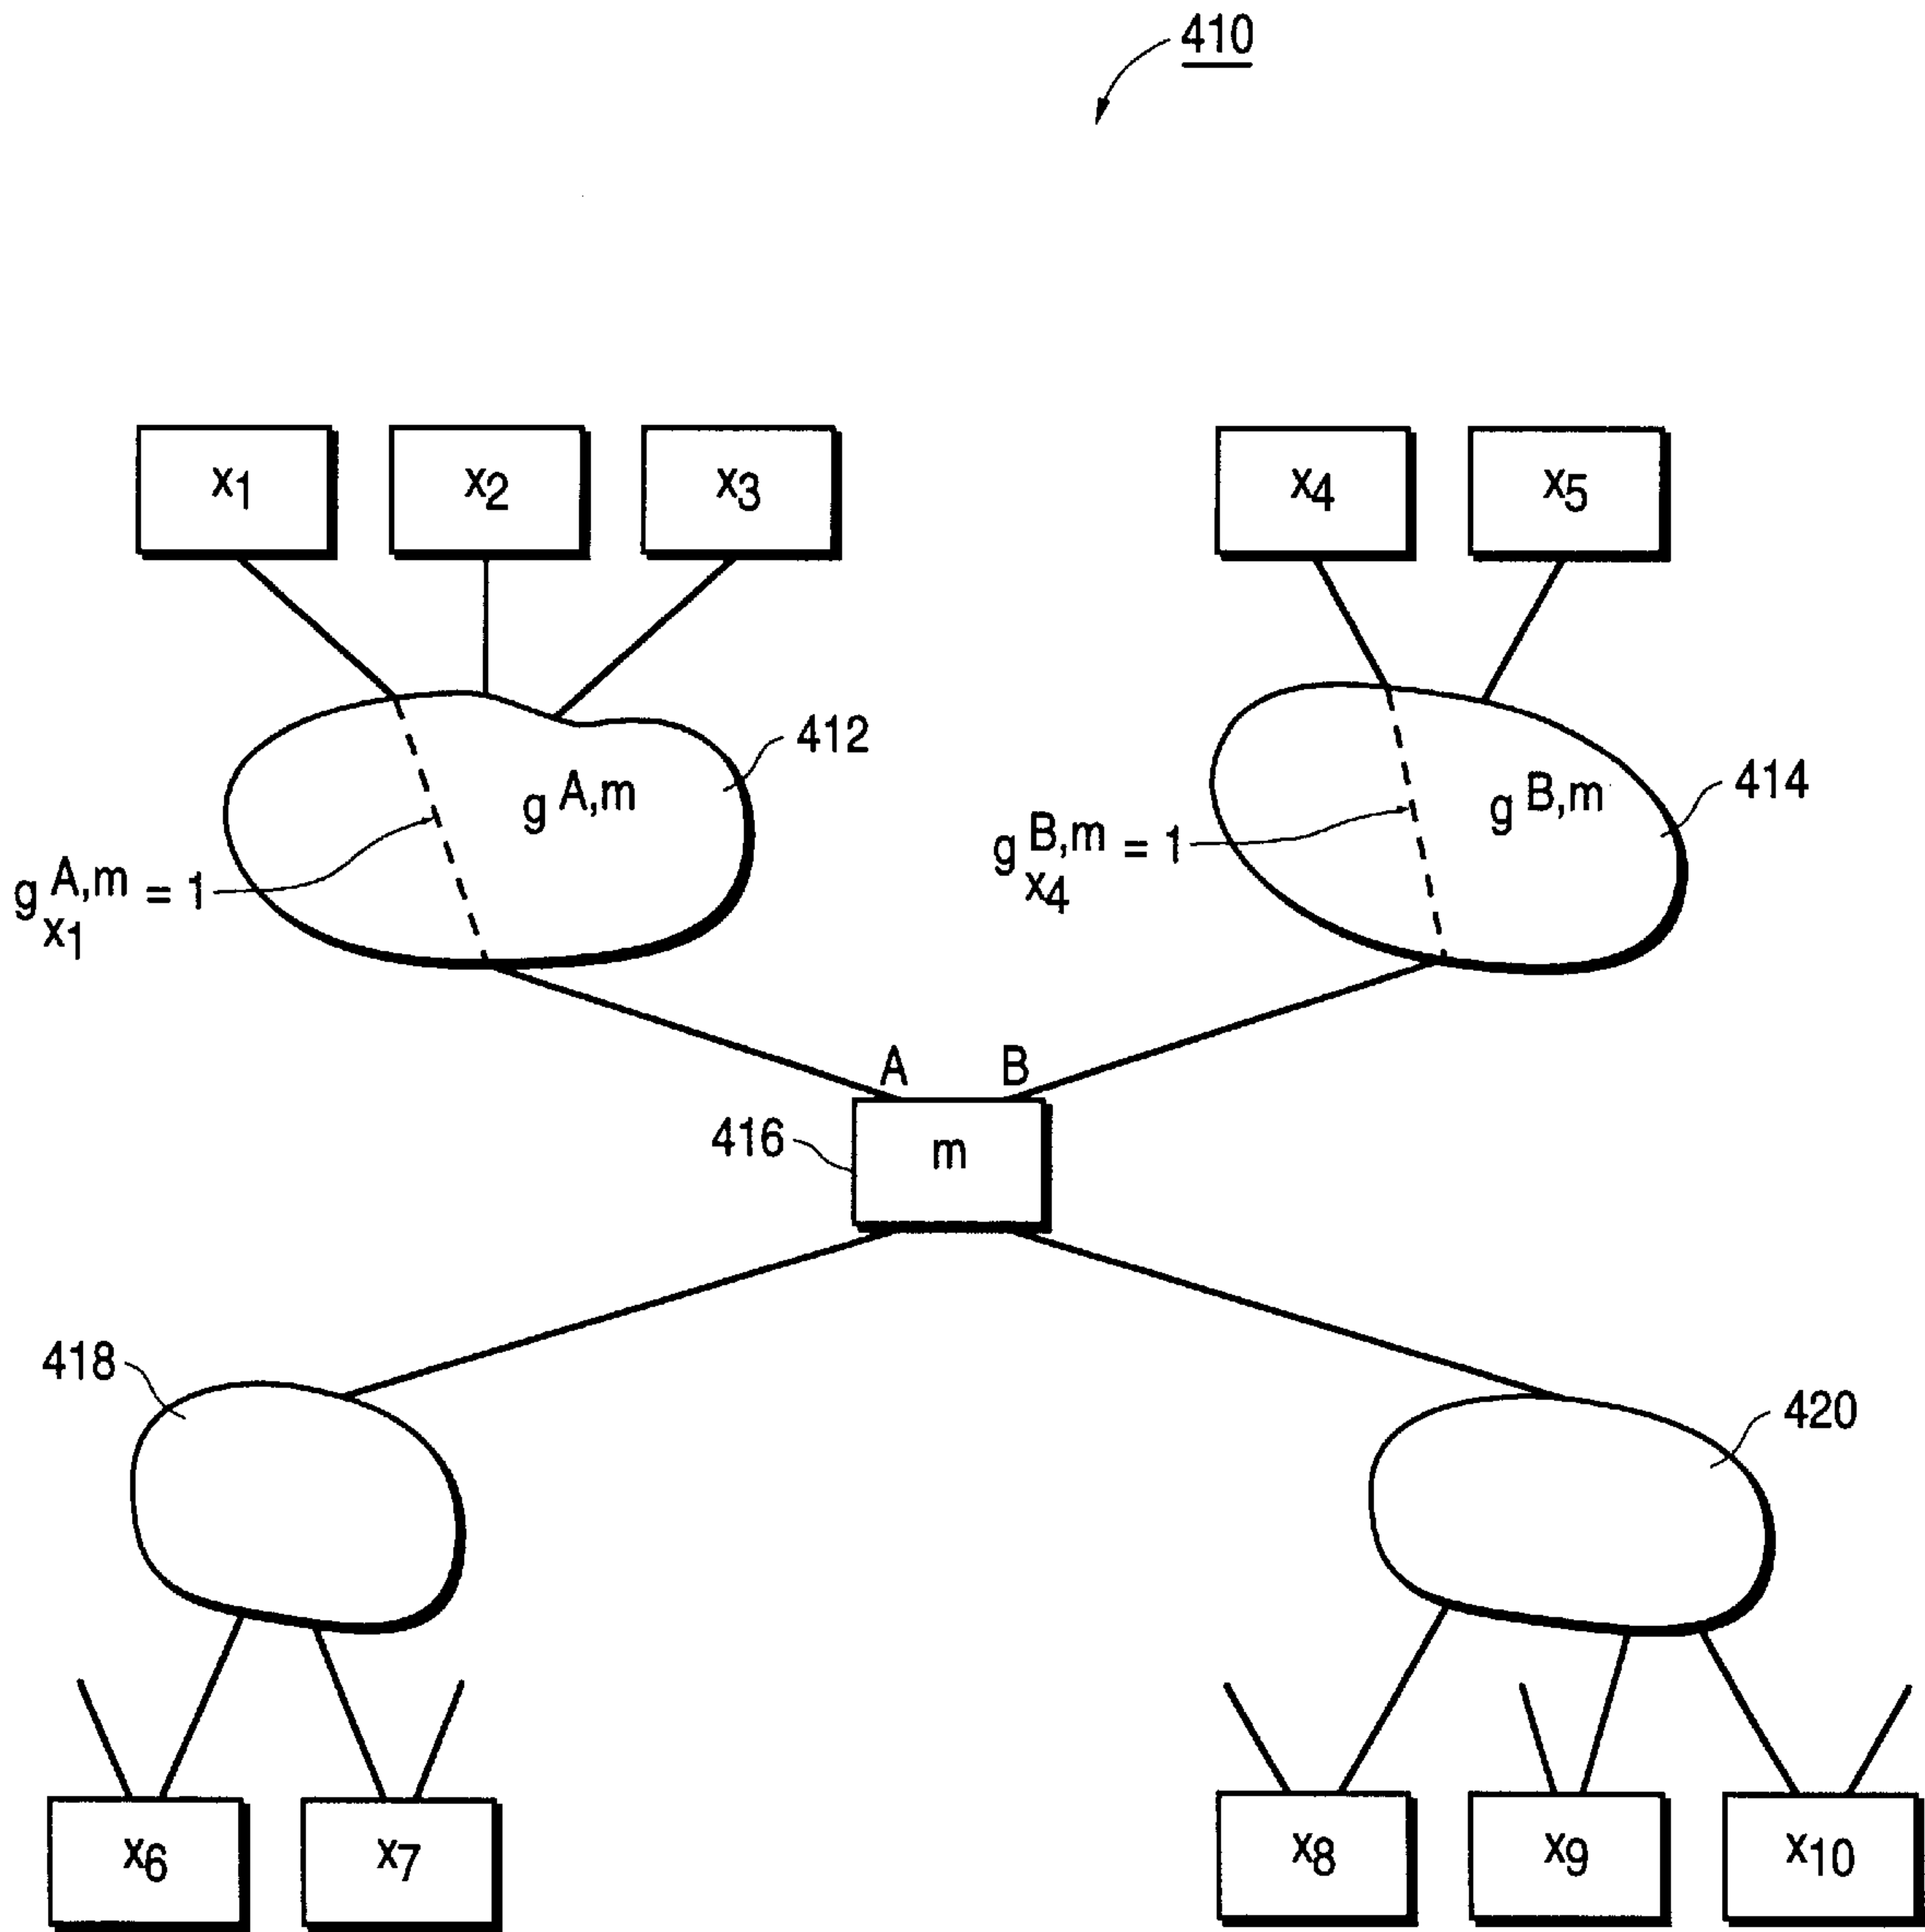 410
x1 x2 x3 x4 x5
412
g A,m
414
g B,m
g A,m = 1
x1
g B,m = 1
x4
A B
416
m
418
420
x6 x7 x8 x9 x10